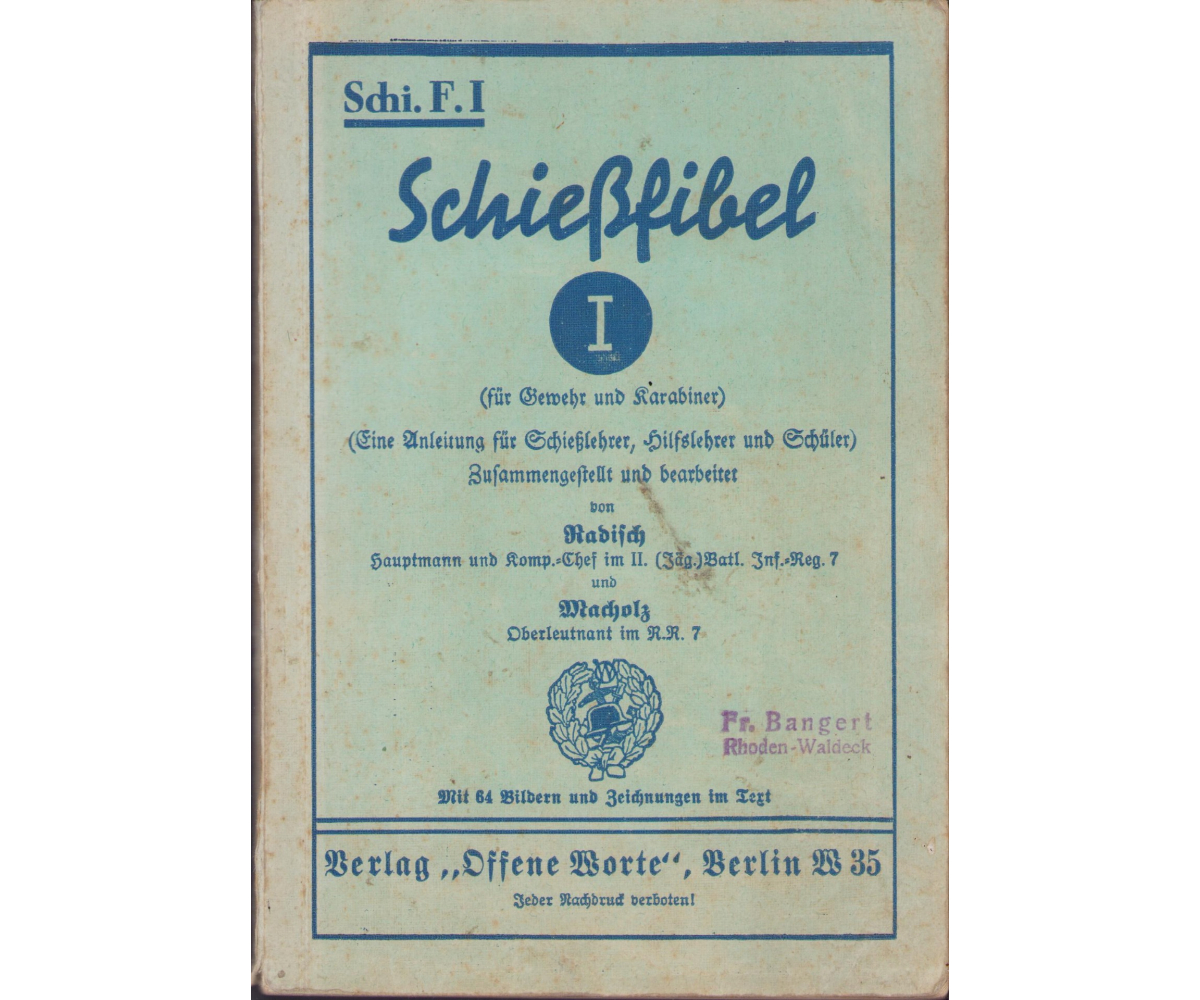 Schi. F. I
Schießfibel
I
(für Gewehr und Karabiner)
(Eine Anleitung für Schießlehrer, Hilfslehrer und Schüler)
Zusammengestellt und bearbeitet
von
Radisch
Hauptmann und Komp.=Chef im II. (Jäg.)Batl. Inf.=Reg. 7
und
Macholz
Oberleutnant im R.R. 7
W
Fr. Bangert
Rhoden-Waldeck
Mit 64 Bildern und Zeichnungen im Text
Verlag „Offene Worte“, Berlin W 35
Jeder Nachdruck verboten!